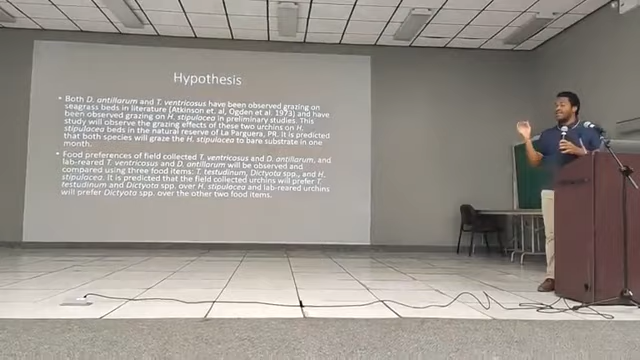 Hypothesis
• Both D. antillarum and T. ventricosus have been observed grazing on
seagrass beds in literature (Atkinson et. al, Ogden et al. 1973) and have
been observed grazing on H. stipulacea in preliminary studies. This
study will observe the grazing effects of these two urchins on H.
stipulacea beds in the natural reserve of La Parguera, PR. It is predicted
that both species will graze the H. stipulacea to bare substrate in one
month.
• Food preferences of field collected T. ventricosus and D. antillarum, and
lab-reared T. ventricosus and D. antillarum will be observed and
compared using three food items: T. testudinum, Dictyota spp., and H.
stipulacea. It is predicted that the field collected urchins will prefer T.
testudinum and Dictyota spp. over H. stipulacea and lab-reared urchins
will prefer Dictyota spp. over the other two food items.